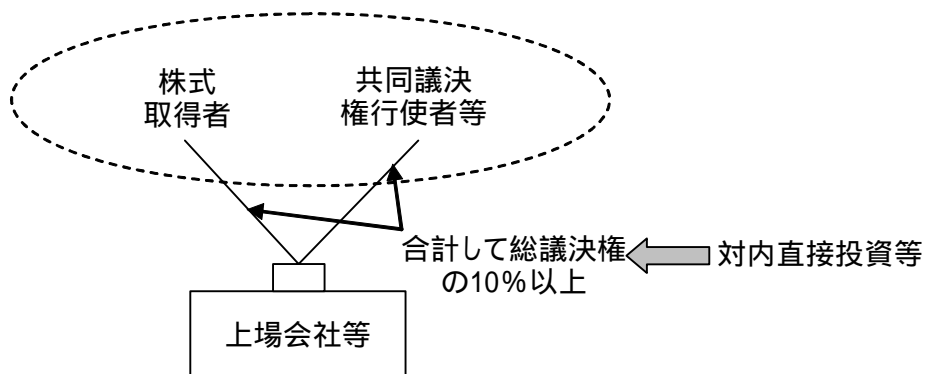 株式
取得者
共同議決
権行使者等
合計して総議決権
の10%以上
対内直接投資等
上場会社等